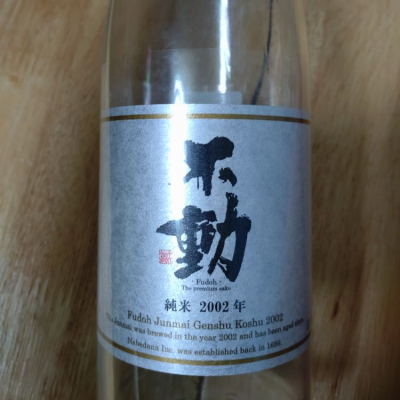 不動
· Fudoh ·
The premium sake
純米 2002年
Fudoh Junmai Genshu Koshu 2002
This Junmai was brewed in the year 2002 and has been aged
Nabedana Inc. was established back in 1689.